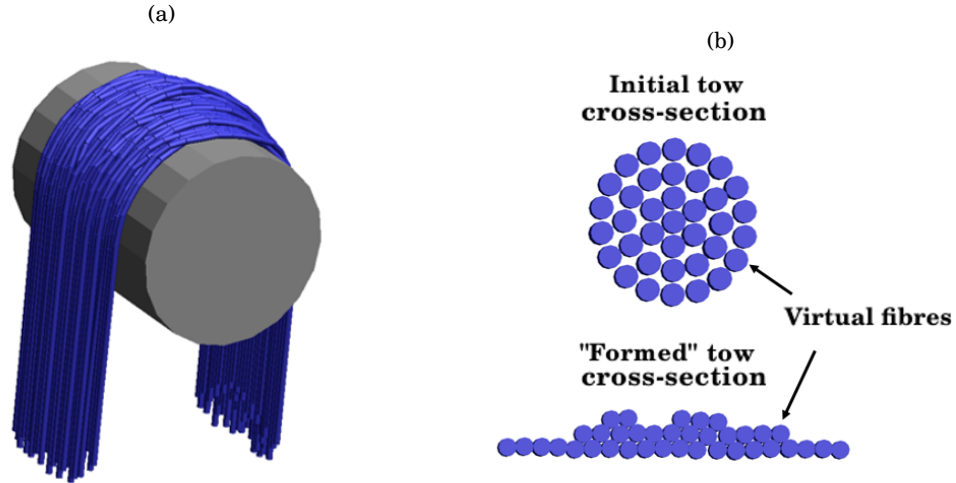 (a)
(b)
Initial tow
cross-section
Virtual fibres
"Formed" tow
cross-section